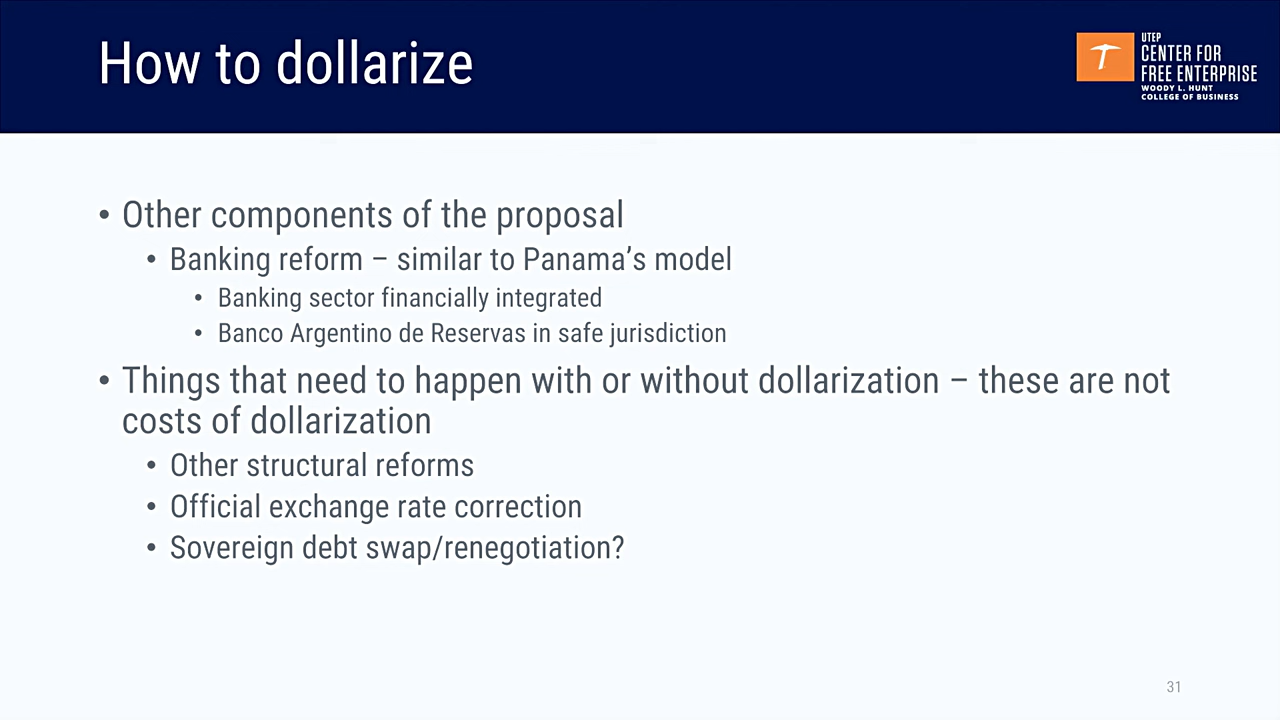 How to dollarize
UTEP
CENTER FOR
FREE ENTERPRISE
WOODY L. HUNT
COLLEGE OF BUSINESS
• Other components of the proposal
• Banking reform – similar to Panama’s model
• Banking sector financially integrated
• Banco Argentino de Reservas in safe jurisdiction
• Things that need to happen with or without dollarization – these are not
costs of dollarization
• Other structural reforms
• Official exchange rate correction
• Sovereign debt swap/renegotiation?
31